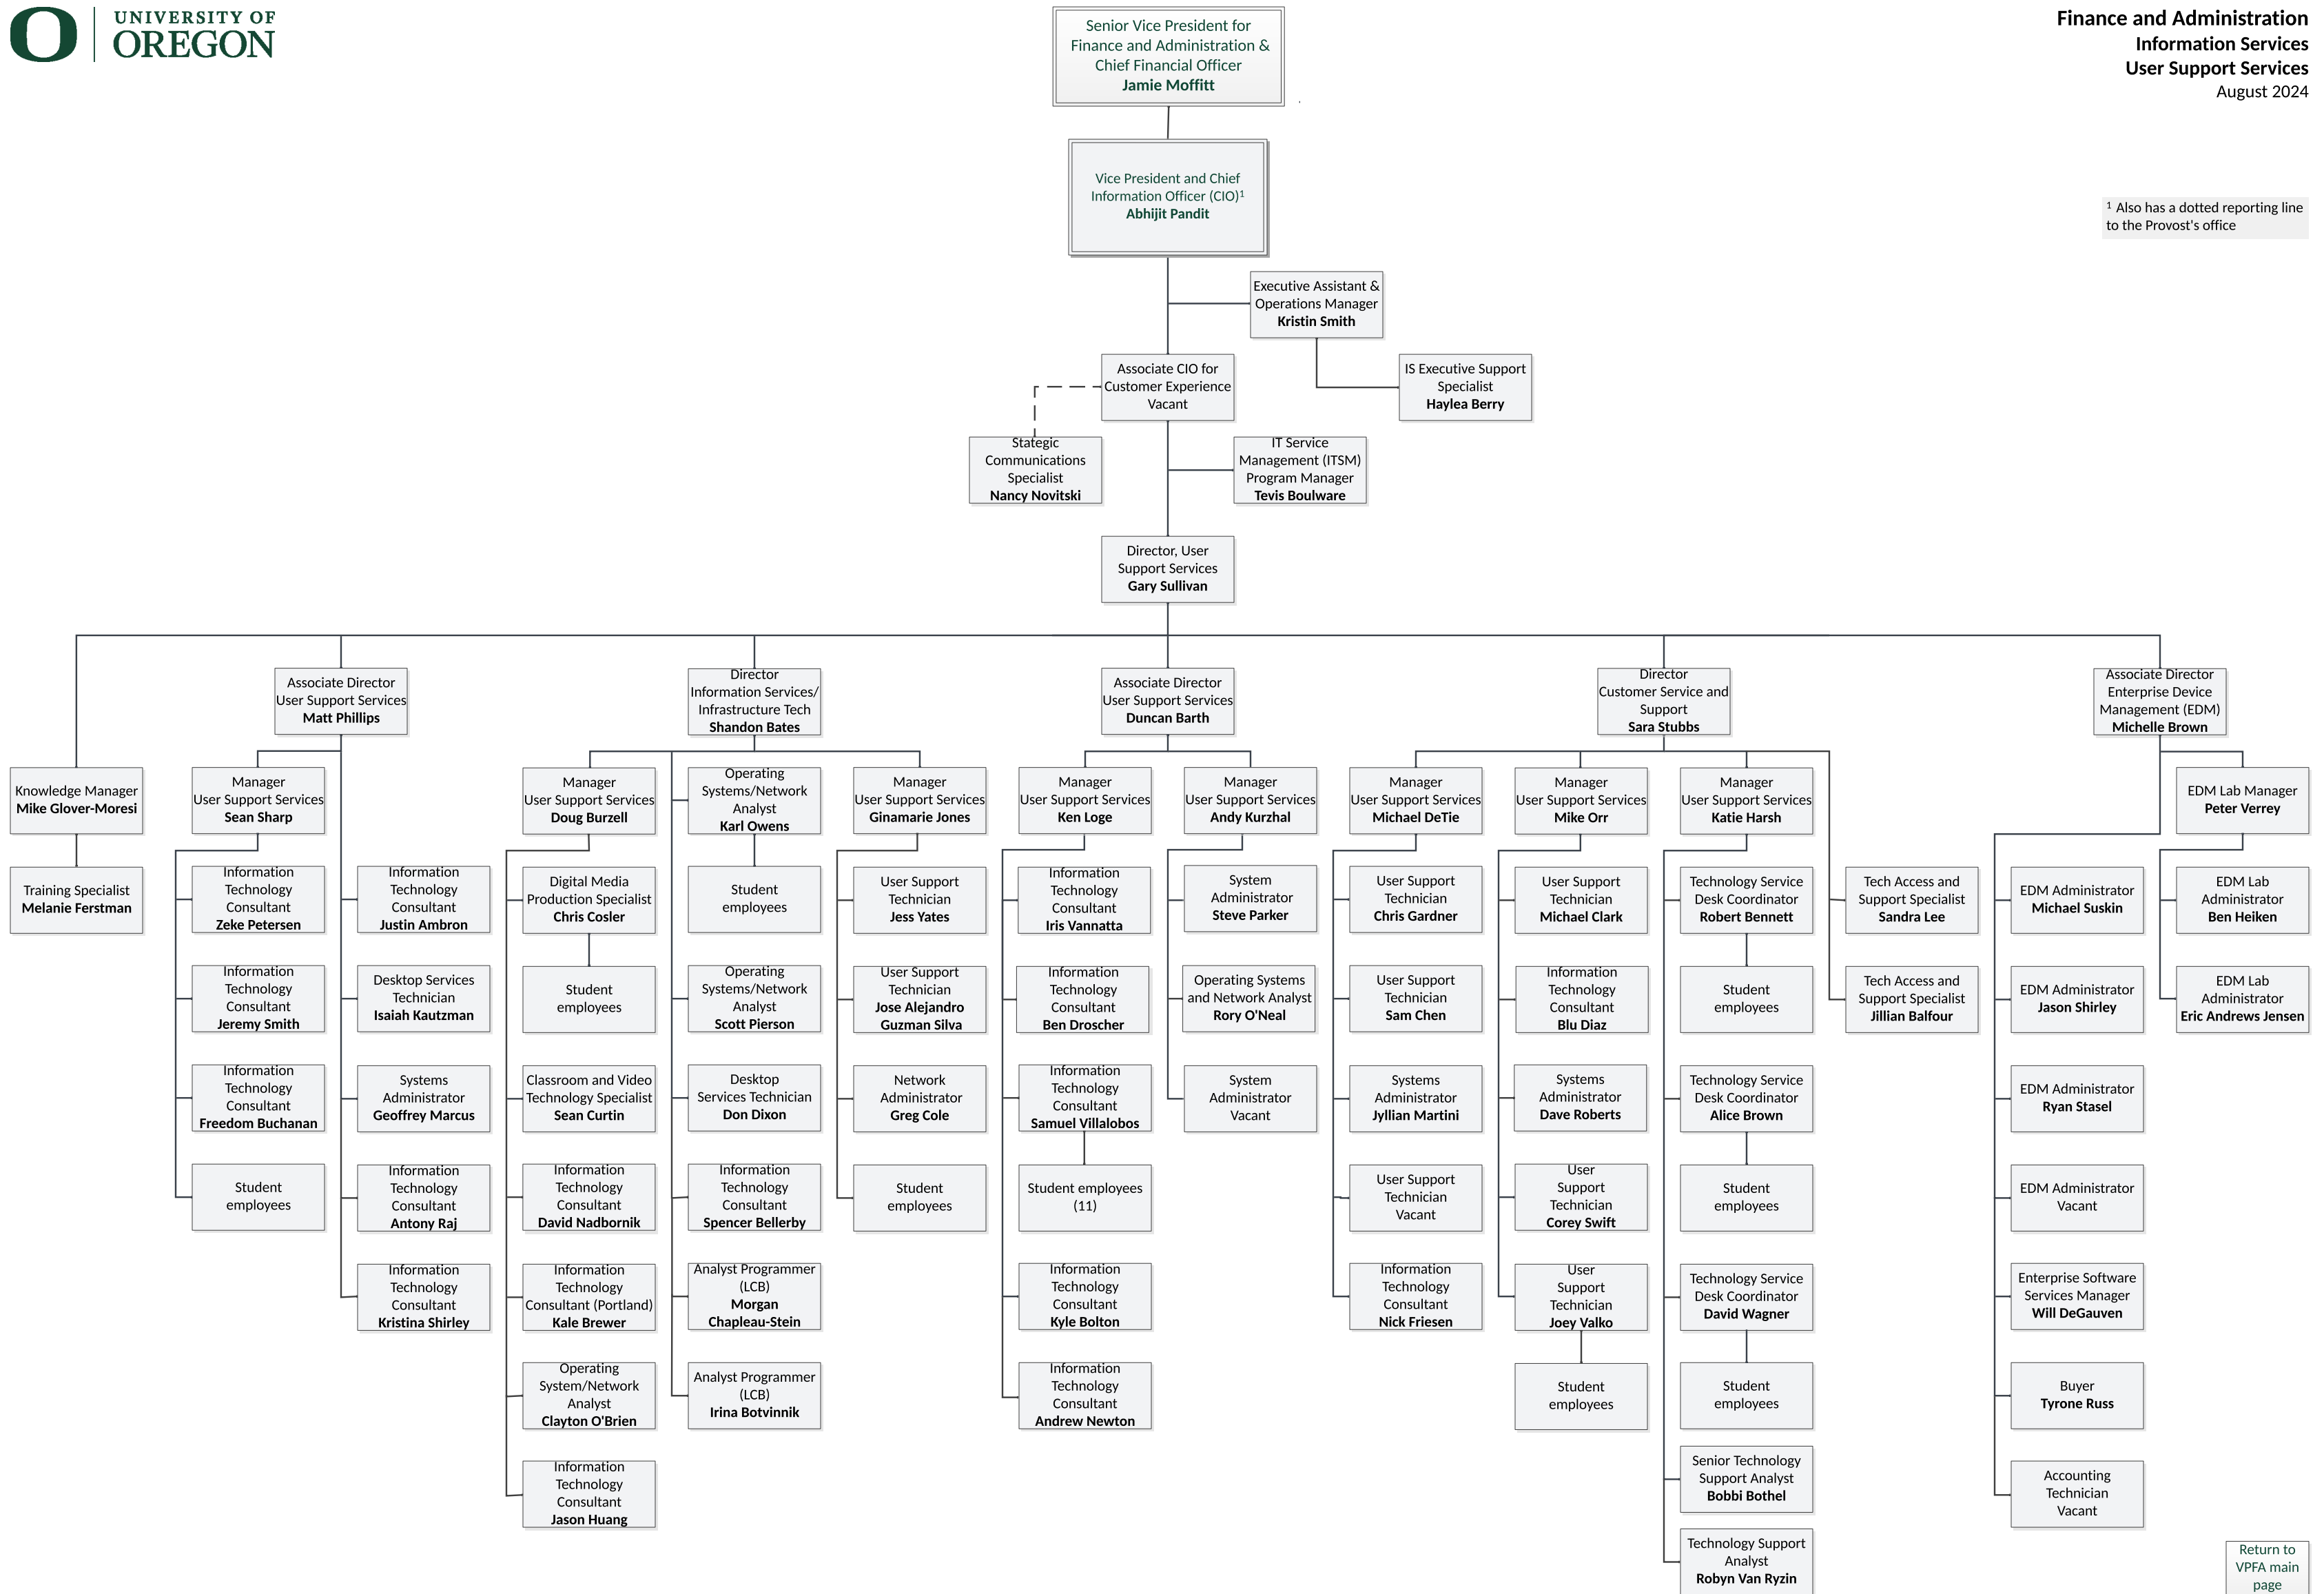 UNIVERSITY OF
OREGON
Senior Vice President for
Finance and Administration &
Chief Financial Officer
Jamie Moffitt
Finance and Administration
Information Services
User Support Services
August 2024
Vice President and Chief
Information Officer (CIO)1
Abhijit Pandit
1 Also has a dotted reporting line
to the Provost's office
Executive Assistant &
Operations Manager
Kristin Smith
Associate CIO for
Customer Experience
Vacant
IS Executive Support
Specialist
Haylea Berry
Stategic
Communications
Specialist
Nancy Novitski
IT Service
Management (ITSM)
Program Manager
Tevis Boulware
Director, User
Support Services
Gary Sullivan
Associate Director
User Support Services
Matt Phillips
Director
Information Services/
Infrastructure Tech
Shandon Bates
Associate Director
User Support Services
Duncan Barth
Director
Customer Service and
Support
Sara Stubbs
Associate Director
Enterprise Device
Management (EDM)
Michelle Brown
Knowledge Manager
Mike Glover-Moresi
Manager
User Support Services
Sean Sharp
Manager
User Support Services
Doug Burzell
Operating
Systems/Network
Analyst
Karl Owens
Manager
User Support Services
Ginamarie Jones
Manager
User Support Services
Ken Loge
Manager
User Support Services
Andy Kurzhal
Manager
User Support Services
Michael DeTie
Manager
User Support Services
Mike Orr
Manager
User Support Services
Katie Harsh
EDM Lab Manager
Peter Verrey
Training Specialist
Melanie Ferstman
Information
Technology
Consultant
Zeke Petersen
Information
Technology
Consultant
Justin Ambron
Digital Media
Production Specialist
Chris Cosler
Student
employees
User Support
Technician
Jess Yates
Information
Technology
Consultant
Iris Vannatta
System
Administrator
Steve Parker
User Support
Technician
Chris Gardner
User Support
Technician
Michael Clark
Technology Service
Desk Coordinator
Robert Bennett
Tech Access and
Support Specialist
Sandra Lee
EDM Administrator
Michael Suskin
EDM Lab
Administrator
Ben Heiken
Information
Technology
Consultant
Jeremy Smith
Desktop Services
Technician
Isaiah Kautzman
Student
employees
Operating
Systems/Network
Analyst
Scott Pierson
User Support
Technician
Jose Alejandro
Guzman Silva
Information
Technology
Consultant
Ben Droscher
Operating Systems
and Network Analyst
Rory O'Neal
User Support
Technician
Sam Chen
Information
Technology
Consultant
Blu Diaz
Student
employees
Tech Access and
Support Specialist
Jillian Balfour
EDM Administrator
Jason Shirley
EDM Lab
Administrator
Eric Andrews Jensen
Information
Technology
Consultant
Freedom Buchanan
Systems
Administrator
Geoffrey Marcus
Classroom and Video
Technology Specialist
Sean Curtin
Desktop
Services Technician
Don Dixon
Network
Administrator
Greg Cole
Information
Technology
Consultant
Samuel Villalobos
System
Administrator
Vacant
Systems
Administrator
Jyllian Martini
Systems
Administrator
Dave Roberts
Technology Service
Desk Coordinator
Alice Brown
EDM Administrator
Ryan Stasel
Student
employees
Information
Technology
Consultant
Antony Raj
Information
Technology
Consultant
David Nadbornik
Information
Technology
Consultant
Spencer Bellerby
Student
employees
Student employees
(11)
User Support
Technician
Vacant
User
Support
Technician
Corey Swift
Student
employees
EDM Administrator
Vacant
Information
Technology
Consultant
Kristina Shirley
Information
Technology
Consultant (Portland)
Kale Brewer
Analyst Programmer
(LCB)
Morgan
Chapleau-Stein
Information
Technology
Consultant
Kyle Bolton
Information
Technology
Consultant
Nick Friesen
User
Support
Technician
Joey Valko
Technology Service
Desk Coordinator
David Wagner
Enterprise Software
Services Manager
Will DeGauven
Operating
System/Network
Analyst
Clayton O'Brien
Analyst Programmer
(LCB)
Irina Botvinnik
Information
Technology
Consultant
Andrew Newton
Student
employees
Student
employees
Buyer
Tyrone Russ
Information
Technology
Consultant
Jason Huang
Senior Technology
Support Analyst
Bobbi Bothel
Accounting
Technician
Vacant
Technology Support
Analyst
Robyn Van Ryzin
Return to
VPFA main
page